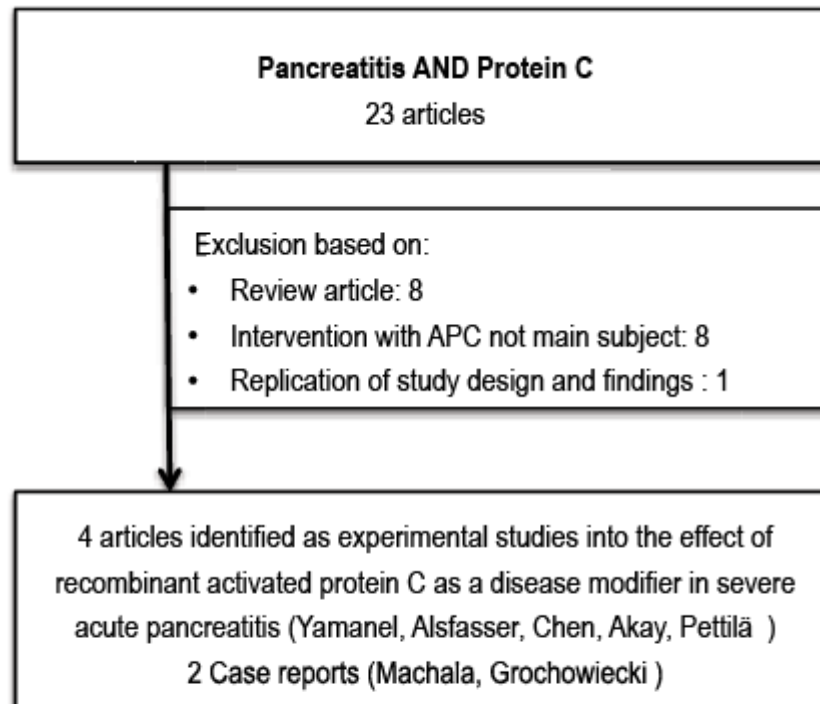 Pancreatitis AND Protein C
23 articles
Exclusion based on:
• Review article: 8
• Intervention with APC not main subject: 8
• Replication of study design and findings : 1
4 articles identified as experimental studies into the effect of
recombinant activated protein C as a disease modifier in severe
acute pancreatitis (Yamanel, Alsfasser, Chen, Akay, Pettilä )
2 Case reports (Machala, Grochowiecki )